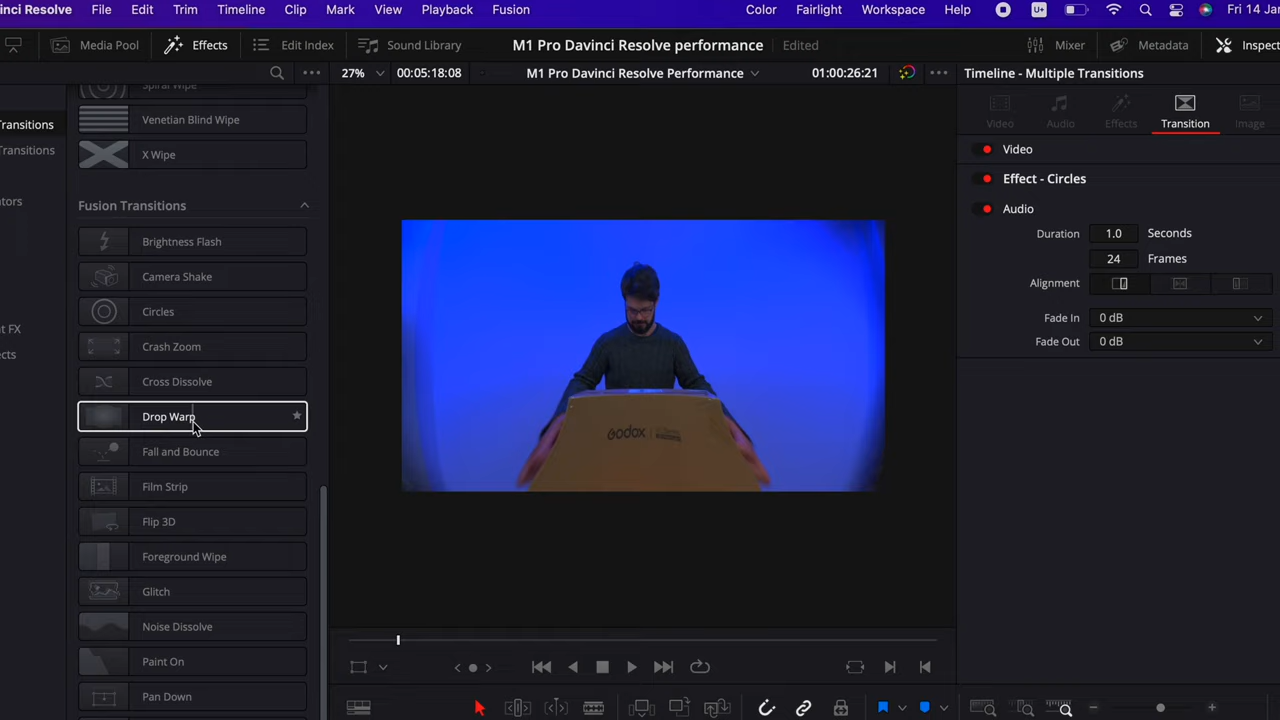 inci Resolve File Edit Trim Timeline Clip Mark View Playback Fusion Color Fairlight Workspace Help U+ Fri 14 Jan
Media Pool Effects Edit Index Sound Library M1 Pro Davinci Resolve performance Edited Mixer Metadata Inspect
27% 00:05:18:08 M1 Pro Davinci Resolve Performance 01:00:26:21 Timeline - Multiple Transitions
Spiral Wipe
Video Audio Effects Transition Image
Transitions
Venetian Blind Wipe
Transitions
X Wipe
Video
Effect - Circles
ators
Fusion Transitions
Audio
Duration 1.0 Seconds
24 Frames
Alignment
Fade In 0 dB
Fade Out 0 dB
Brightness Flash
Camera Shake
Circles
t FX
Crash Zoom
ects
Cross Dissolve
Drop Warp
Godox
Fall and Bounce
Film Strip
Flip 3D
Foreground Wipe
Glitch
Noise Dissolve
Paint On
Pan Down